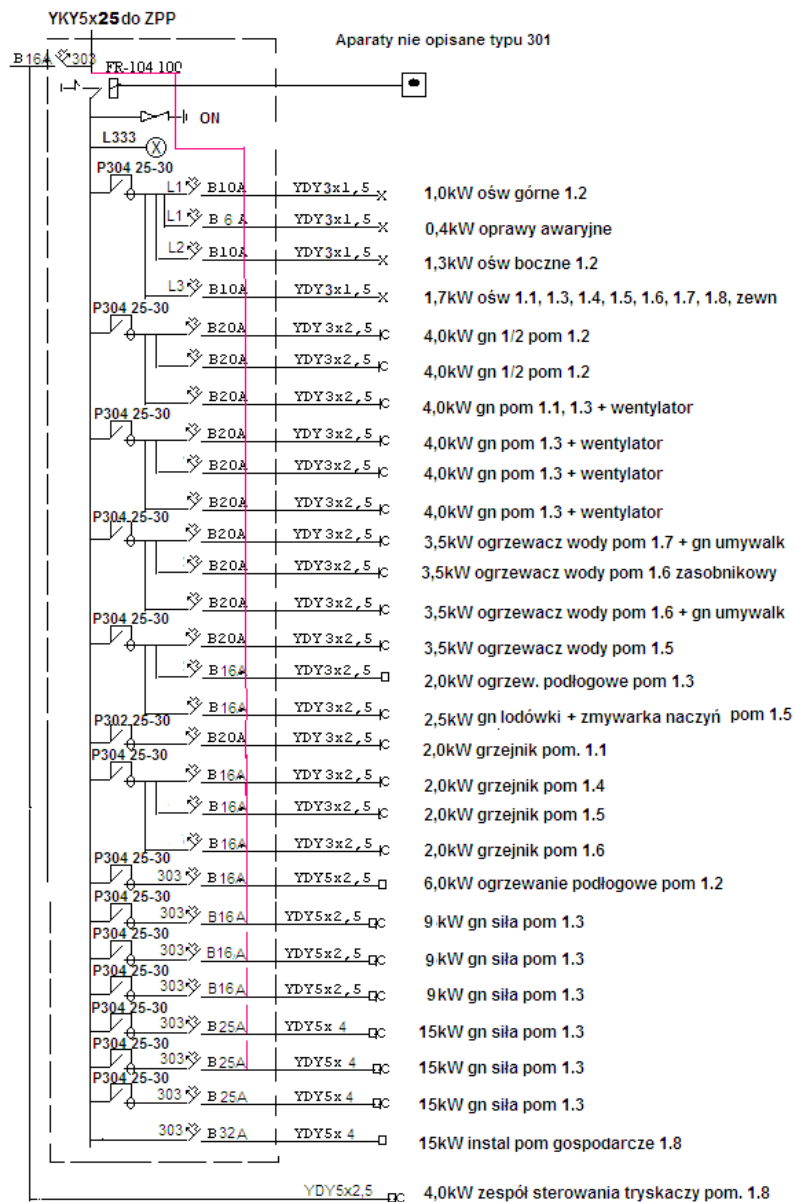 YKY5x25 do ZPP
Aparaty nie opisane typu 301
B 16A 303
FR-104 100
ON
L333
P304 25-30
L1 B10A YDY3x1,5 1,0kW ośw górne 1.2
L1 B 6 A YDY3x1,5 0,4kW oprawy awaryjne
L2 B10A YDY3x1,5 1,3kW ośw boczne 1.2
L3 B10A YDY3x1,5 1,7kW ośw 1.1, 1.3, 1.4, 1.5, 1.6, 1.7, 1.8, zewn
P304 25-30
B20A YDY3x2,5 4,0kW gn 1/2 pom 1.2
B20A YDY3x2,5 4,0kW gn 1/2 pom 1.2
B20A YDY3x2,5 4,0kW gn pom 1.1, 1.3 + wentylator
P304 25-30
B20A YDY3x2,5 4,0kW gn pom 1.3 + wentylator
B20A YDY3x2,5 4,0kW gn pom 1.3 + wentylator
B20A YDY3x2,5 4,0kW gn pom 1.3 + wentylator
P304 25-30
B20A YDY3x2,5 3,5kW ogrzewacz wody pom 1.7 + gn umywalk
B20A YDY3x2,5 3,5kW ogrzewacz wody pom 1.6 zasobnikowy
B20A YDY3x2,5 3,5kW ogrzewacz wody pom 1.6 + gn umywalk
P304 25-30
B20A YDY3x2,5 3,5kW ogrzewacz wody pom 1.5
B16A YDY3x2,5 2,0kW ogrzew. podłogowe pom 1.3
B16A YDY3x2,5 2,5kW gn lodówki + zmywarka naczyń pom 1.5
P302 25-30
B20A YDY3x2,5 2,0kW grzejnik pom. 1.1
P304 25-30
B16A YDY3x2,5 2,0kW grzejnik pom 1.4
B16A YDY3x2,5 2,0kW grzejnik pom 1.5
B16A YDY3x2,5 2,0kW grzejnik pom 1.6
P304 25-30
303 B16A YDY5x2,5 6,0kW ogrzewanie podłogowe pom 1.2
P304 25-30
303 B16A YDY5x2,5 9 kW gn siła pom 1.3
P304 25-30
303 B16A YDY5x2,5 9 kW gn siła pom 1.3
P304 25-30
303 B16A YDY5x2,5 9kW gn siła pom 1.3
P304 25-30
303 B25A YDY5x 4 15kW gn siła pom 1.3
P304 25-30
303 B25A YDY5x 4 15kW gn siła pom 1.3
P304 25-30
303 B25A YDY5x 4 15kW gn siła pom 1.3
303 B32A YDY5x 4 15kW instal pom gospodarcze 1.8
YDY5x2,5 4,0kW zespół sterowania tryskaczy pom. 1.8